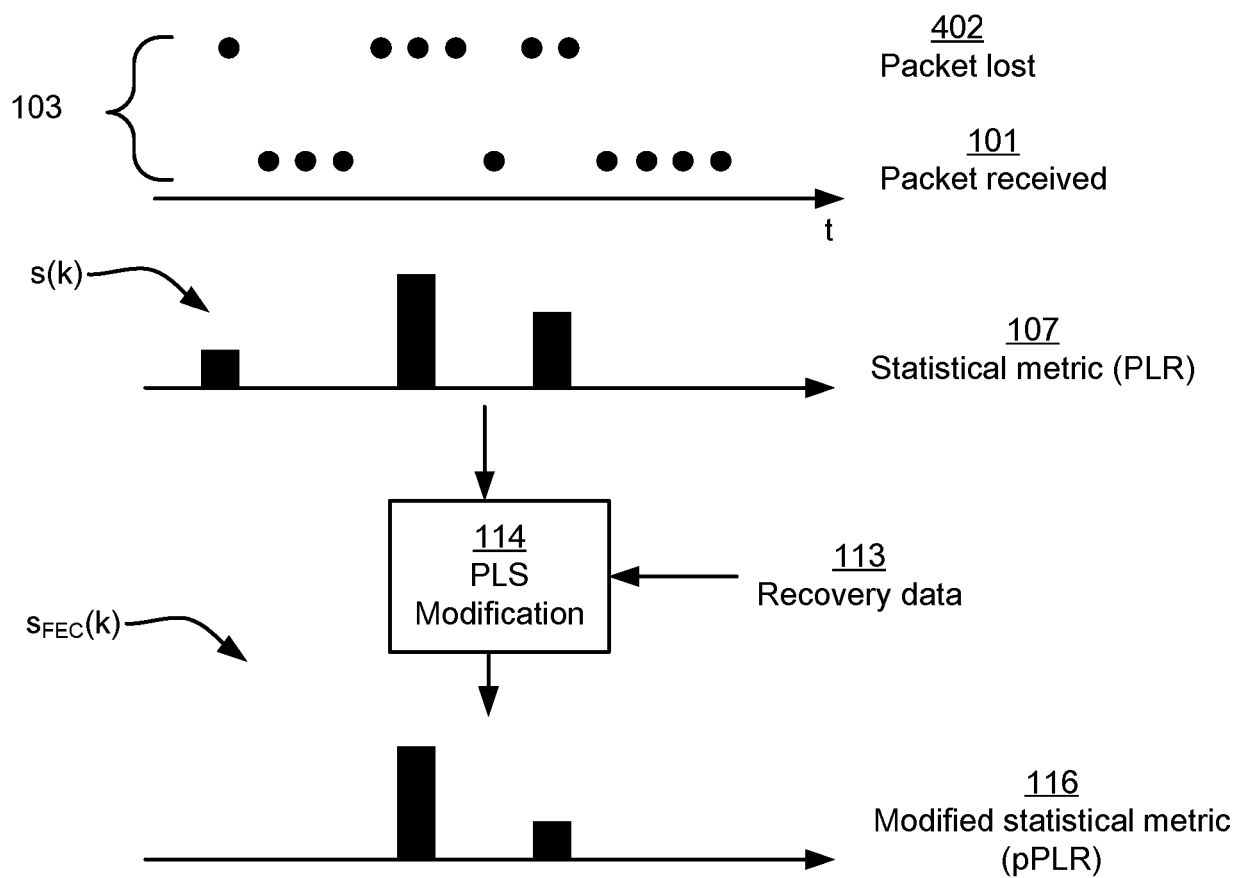 402
Packet lost
103
101
Packet received
t
s(k)
107
Statistical metric (PLR)
114
PLS
Modification
113
Recovery data
sFEC(k)
116
Modified statistical metric
(pPLR)